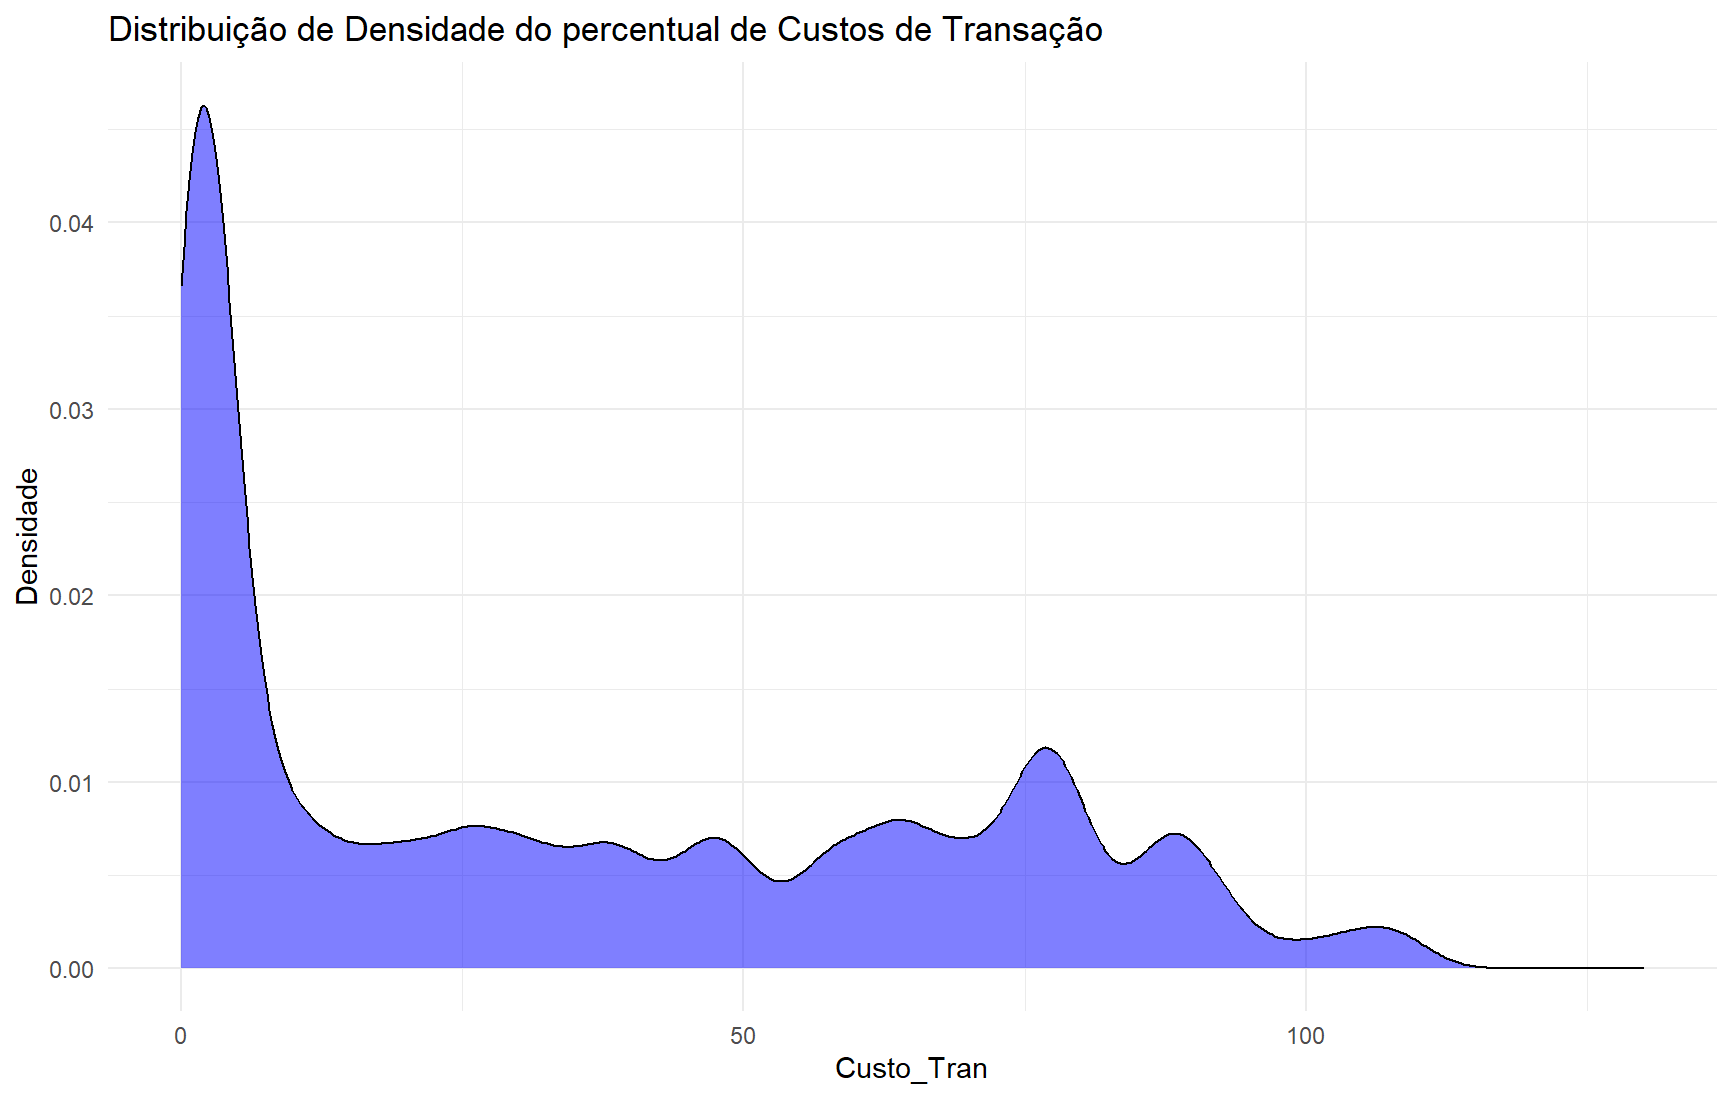 Distribuição de Densidade do percentual de Custos de Transação
Densidade
0.04
0.03
0.02
0.01
0.00
0
50
100
Custo_Tran